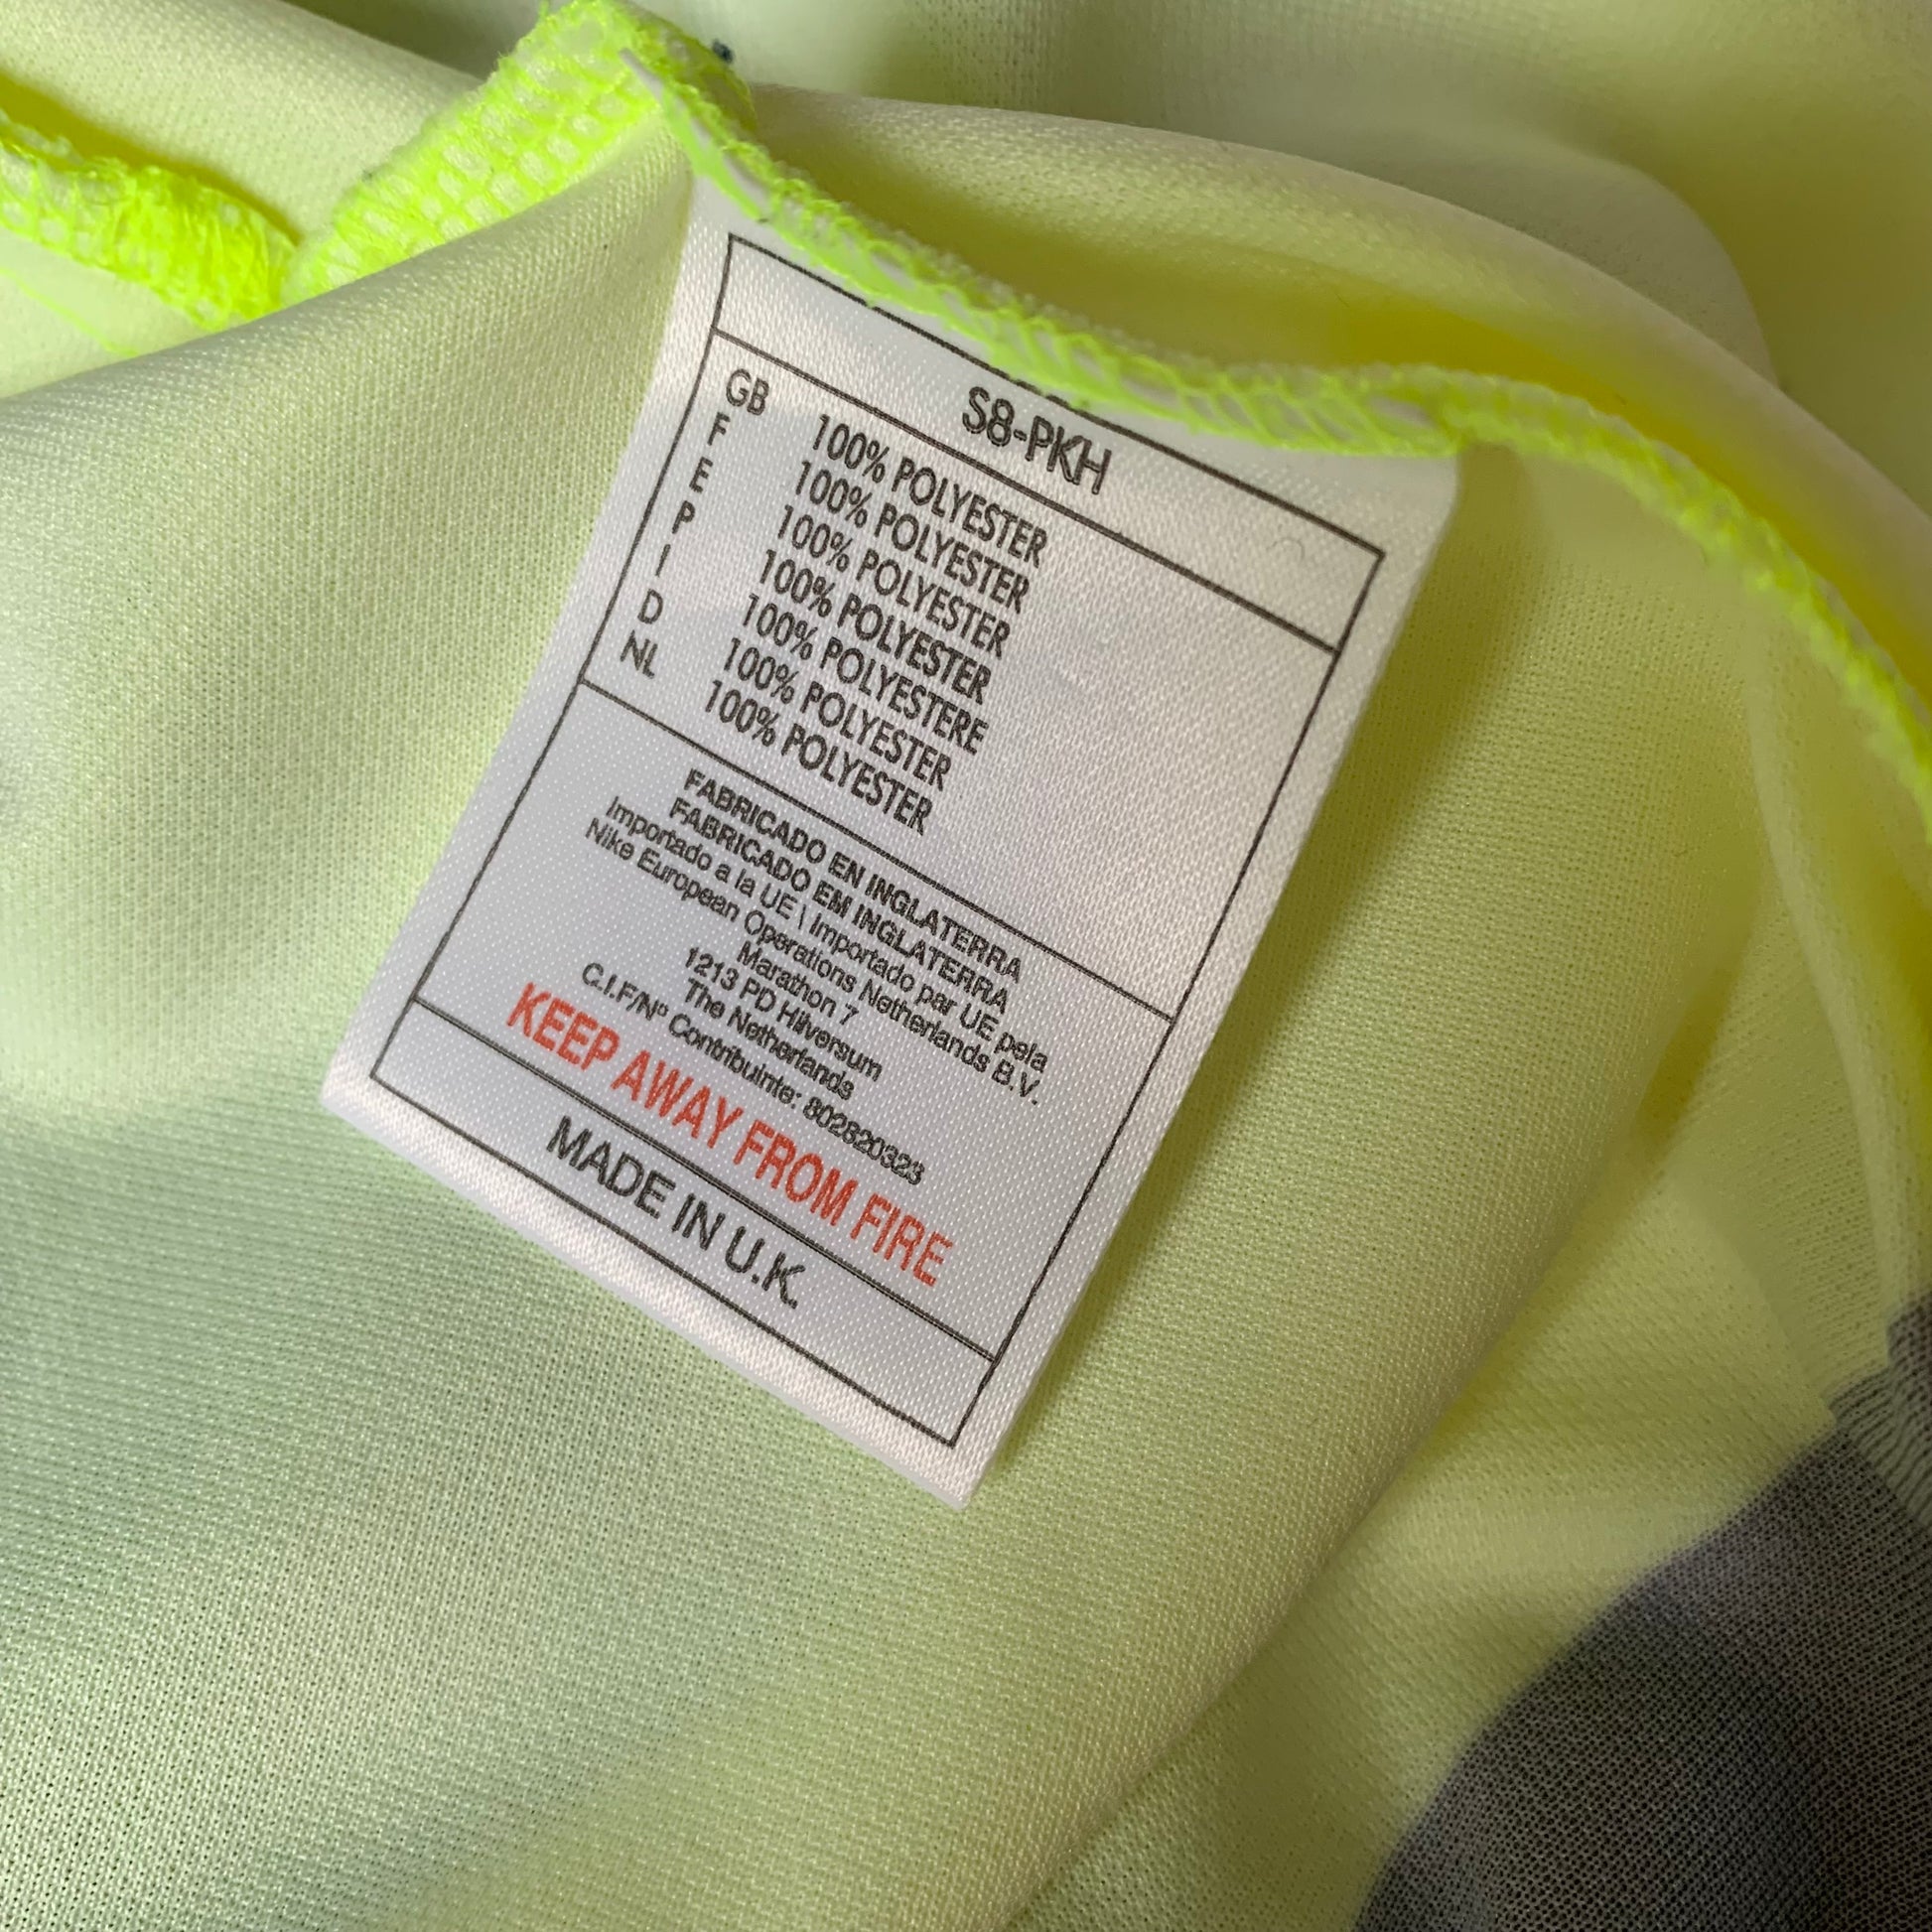 S8-PKH
GB 100% POLYESTER
F 100% POLYESTER
E 100% POLYESTER
P 100% POLYESTER
I 100% POLYESTERE
D 100% POLYESTER
NL 100% POLYESTER
FABRICADO EN INGLATERRA
FABRICADO EM INGLATERRA
Importado a la UE \ Importado par UE pela
Nike European Operations Netherlands B.V.
Marathon 7
1213 PD Hilversum
The Netherlands
C.I.F/Nº Contribuinte: 802820323
KEEP AWAY FROM FIRE
MADE IN U.K.